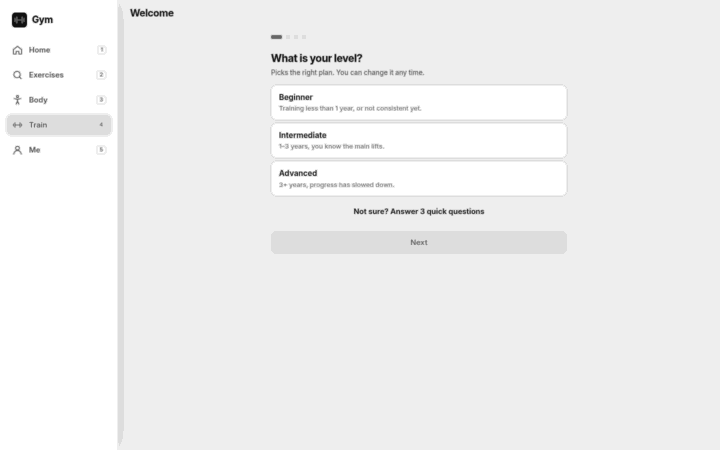 Gym
Home 1
Exercises 2
Body 3
Train 4
Me 5
Welcome
What is your level?
Picks the right plan. You can change it any time.
Beginner
Training less than 1 year, or not consistent yet.
Intermediate
1–3 years, you know the main lifts.
Advanced
3+ years, progress has slowed down.
Not sure? Answer 3 quick questions
Next